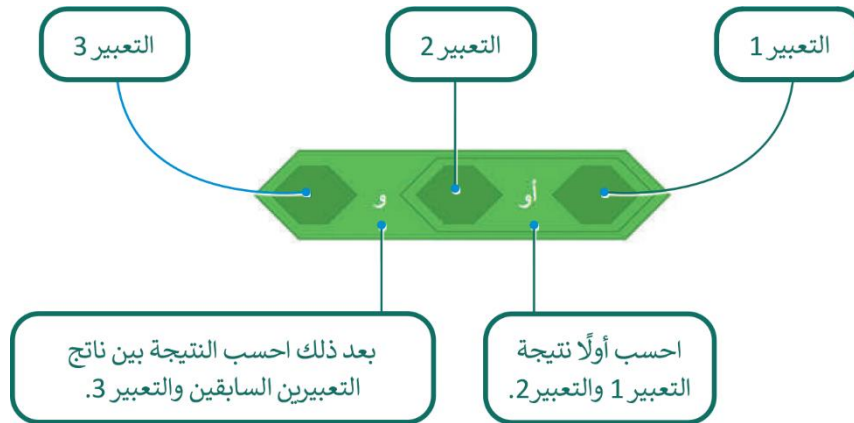 التعبير 1
التعبير 2
التعبير 3
أو
و
احسب أولًا نتيجة
التعبير 1 والتعبير2.
بعد ذلك احسب النتيجة بين ناتج
التعبيرين السابقين والتعبير 3.